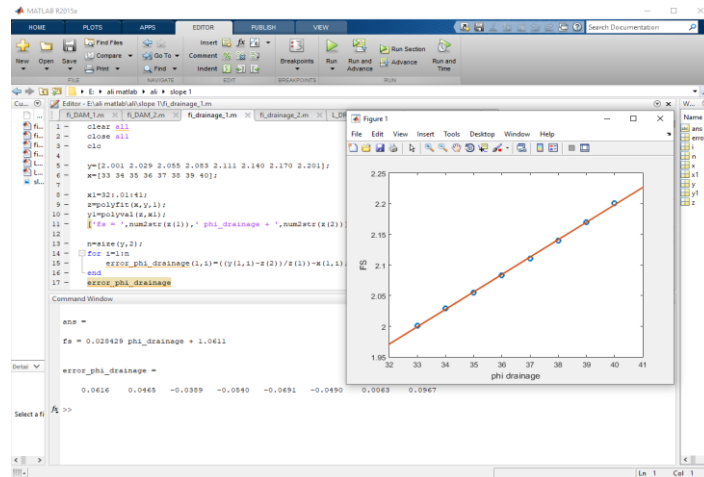 MATLAB R2015a
HOME PLOTS APPS EDITOR PUBLISH VIEW
Search Documentation
New Open Save
Find Files
Compare
Print
Go To
Find
Insert
Comment
Indent
Breakpoints
Run
Run and Advance
Run Section
Advance
Run and Time
FILE NAVIGATE EDIT BREAKPOINTS RUN
E: ali matlab ali slope 1
Cu...
Editor - E:\ali matlab\ali\slope 1\fi_drainage_1.m
W...
fi_DAM_1.m fi_DAM_2.m fi_drainage_1.m fi_drainage_2.m
Name
fi...
fi...
fi...
fi...
L...
L...
sl...
1 - clear all
2 - close all
3 - clc
4
5 - y=[2.001 2.029 2.055 2.083 2.111 2.140 2.170 2.201];
6 - x=[33 34 35 36 37 38 39 40];
7
8 - x1=32:.01:41;
9 - z=polyfit(x,y,1);
10 - y1=polyval(z,x1);
11 - ['fs = ',num2str(z(1)),' phi_drainage + ',num2str(z(2))
12
13 - n=size(y,2);
14 - for i=1:n
15 - error_phi_drainage(1,i)=((y(1,i)-z(2))/z(1))-x(1,i)
16 - end
17 - error_phi_drainage
ans
erro
i
n
x
x1
y
y1
z
Figure 1
File Edit View Insert Tools Desktop Window Help
2.25
2.2
2.15
2.1
2.05
2
1.95
FS
32 33 34 35 36 37 38 39 40 41
phi drainage
Command Window
ans =
fs = 0.028429 phi_drainage + 1.0611
error_phi_drainage =
0.0616 0.0465 -0.0389 -0.0540 -0.0691 -0.0490 0.0063 0.0967
fx >>
Detai
Select a fi
Ln 1 Col 1